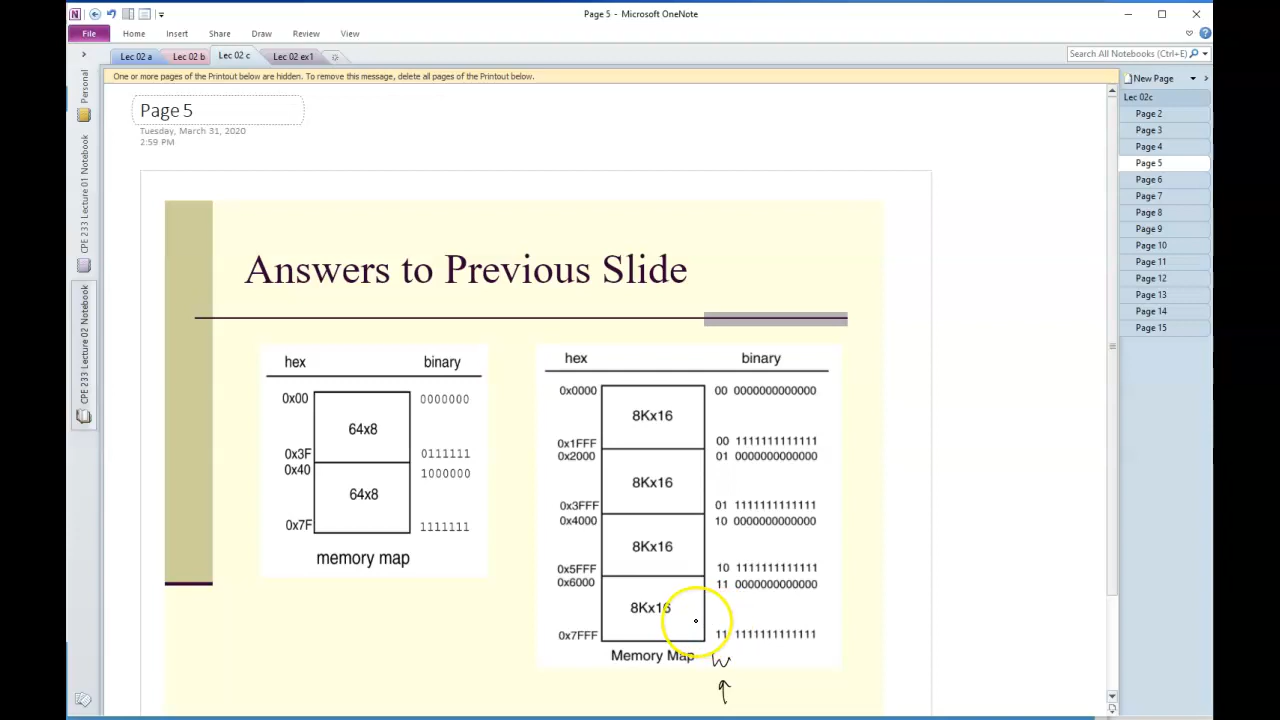 Page 5 - Microsoft OneNote
File Home Insert Share Draw Review View
Lec 02 a Lec 02 b Lec 02 c Lec 02 ex1
Search All Notebooks (Ctrl+E)
One or more pages of the Printout below are hidden. To remove this message, delete all pages of the Printout below.
New Page
Personal
CPE 233 Lecture 01 Notebook
CPE 233 Lecture 02 Notebook
Page 5
Tuesday, March 31, 2020
2:59 PM
Answers to Previous Slide
hex binary
0x00 0000000
64x8
0x3F 0111111
0x40 1000000
64x8
0x7F 1111111
memory map
hex binary
0x0000 00 0000000000000
8Kx16
0x1FFF 00 1111111111111
0x2000 01 0000000000000
8Kx16
0x3FFF 01 1111111111111
0x4000 10 0000000000000
8Kx16
0x5FFF 10 1111111111111
0x6000 11 0000000000000
8Kx16
0x7FFF 11 1111111111111
Memory Map
Lec 02c
Page 2
Page 3
Page 4
Page 5
Page 6
Page 7
Page 8
Page 9
Page 10
Page 11
Page 12
Page 13
Page 14
Page 15